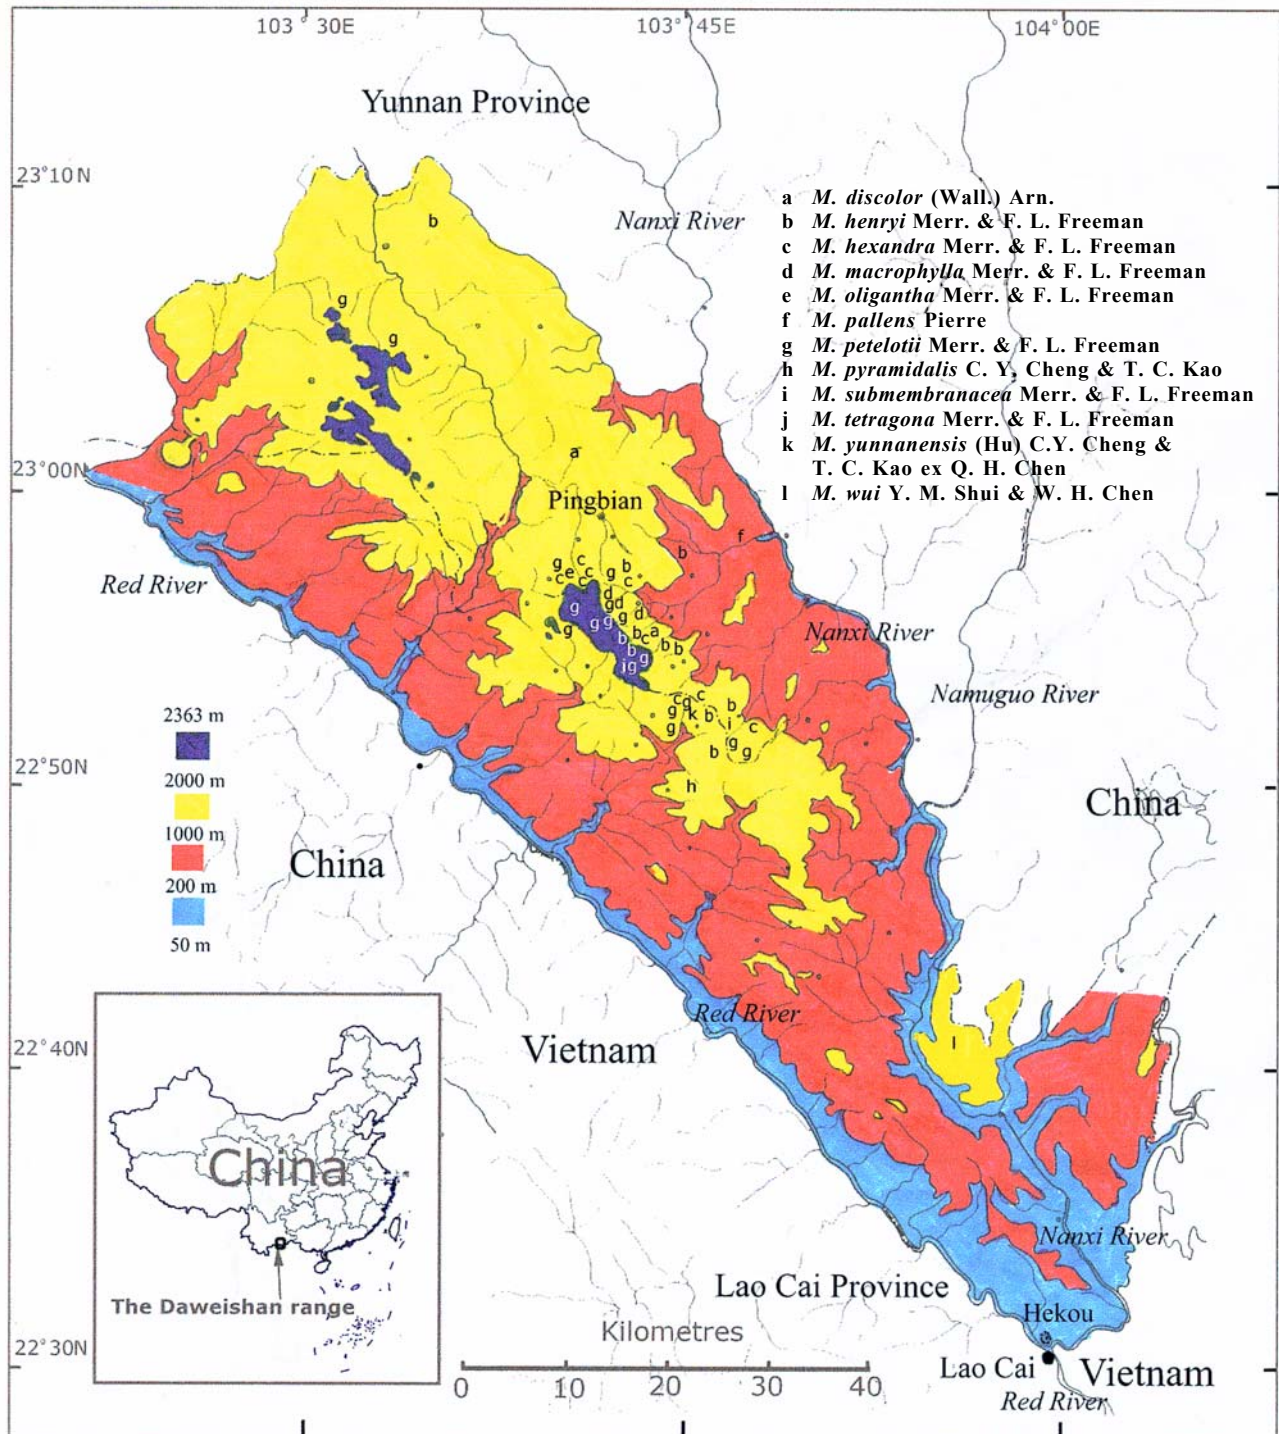 103°30E
103°45E
104°00E
Yunnan Province
23°10N
Nanxi River
a M. discolor (Wall.) Arn.
b M. henryi Merr. & F. L. Freeman
c M. hexandra Merr. & F. L. Freeman
d M. macrophylla Merr. & F. L. Freeman
e M. oligantha Merr. & F. L. Freeman
f M. pallens Pierre
g M. petelotii Merr. & F. L. Freeman
h M. pyramidalis C. Y. Cheng & T. C. Kao
i M. submembranacea Merr. & F. L. Freeman
j M. tetragona Merr. & F. L. Freeman
k M. yunnanensis (Hu) C.Y. Cheng &
T. C. Kao ex Q. H. Chen
l M. wui Y. M. Shui & W. H. Chen
b
g
g
23°00N
a
Pingbian
f
b
Red River
g c b
e c g
c c c
d
g d
g g d
g g g
b b c a
b b b
i g g
Nanxi River
Namuguo River
c g c
g k b b
g i c
g
b g
h
2363 m
2000 m
1000 m
200 m
50 m
22°50N
China
China
Red River
Vietnam
l
22°40N
China
The Daweishan range
Nanxi River
Lao Cai Province
Hekou
Kilometres
22°30N
Lao Cai
Vietnam
Red River
0 10 20 30 40